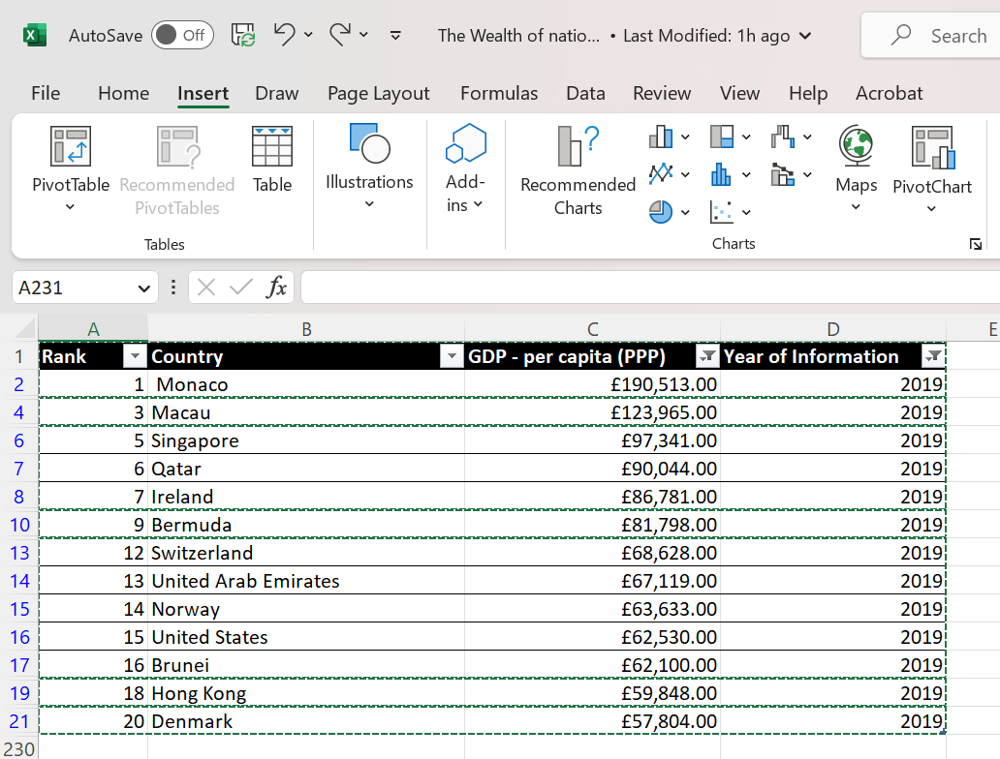 AutoSave Off The Wealth of natio... • Last Modified: 1h ago Search
File Home Insert Draw Page Layout Formulas Data Review View Help Acrobat
PivotTable Recommended PivotTables Table Illustrations Add-ins Recommended Charts Maps PivotChart
Tables Charts
A231 fx
A B C D E
1 Rank Country GDP - per capita (PPP) Year of Information
2 1 Monaco £190,513.00 2019
4 3 Macau £123,965.00 2019
6 5 Singapore £97,341.00 2019
7 6 Qatar £90,044.00 2019
8 7 Ireland £86,781.00 2019
10 9 Bermuda £81,798.00 2019
13 12 Switzerland £68,628.00 2019
14 13 United Arab Emirates £67,119.00 2019
15 14 Norway £63,633.00 2019
16 15 United States £62,530.00 2019
17 16 Brunei £62,100.00 2019
19 18 Hong Kong £59,848.00 2019
21 20 Denmark £57,804.00 2019
230